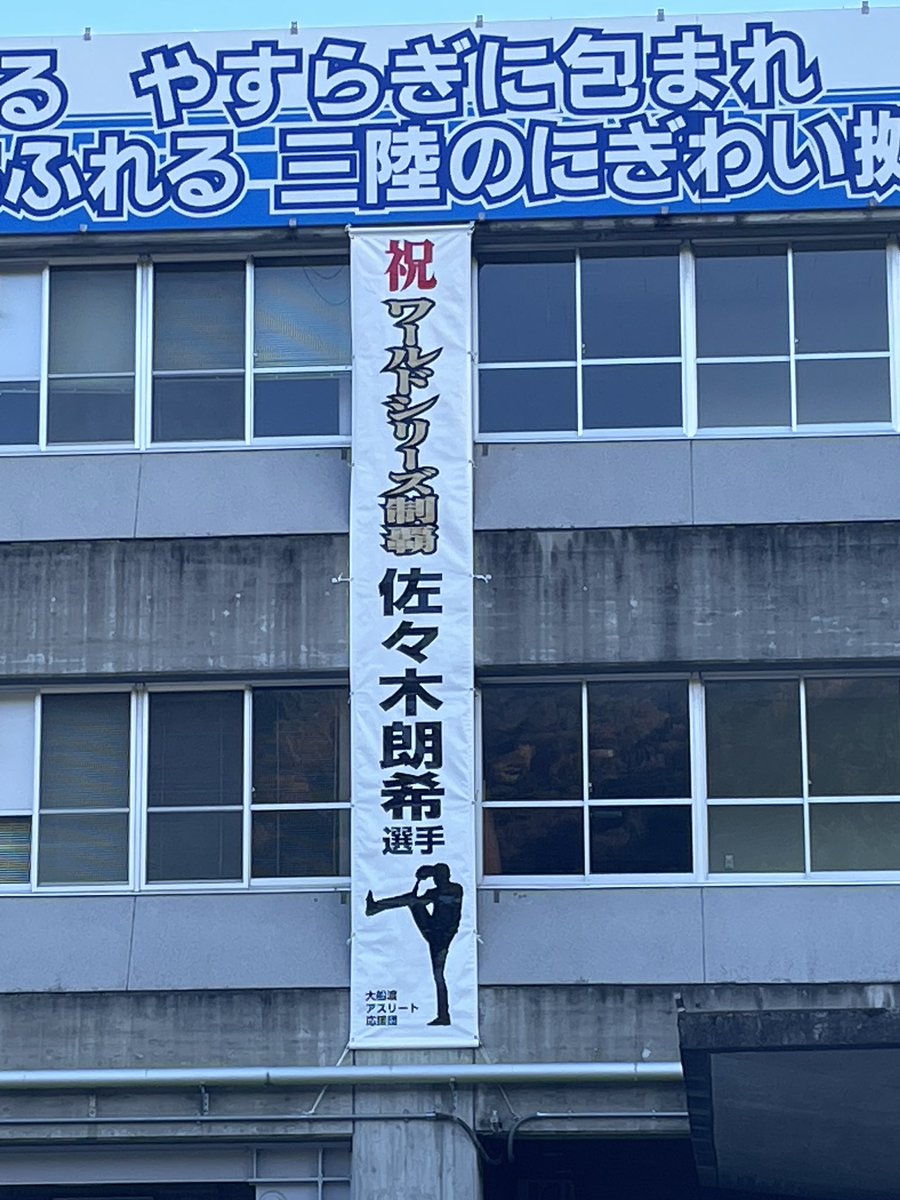 る やすらぎに包まれ
ふれる 三陸のにぎわい拠
祝
ワールドシリーズ制覇
佐々木朗希
選手
大船渡
アスリート
応援団